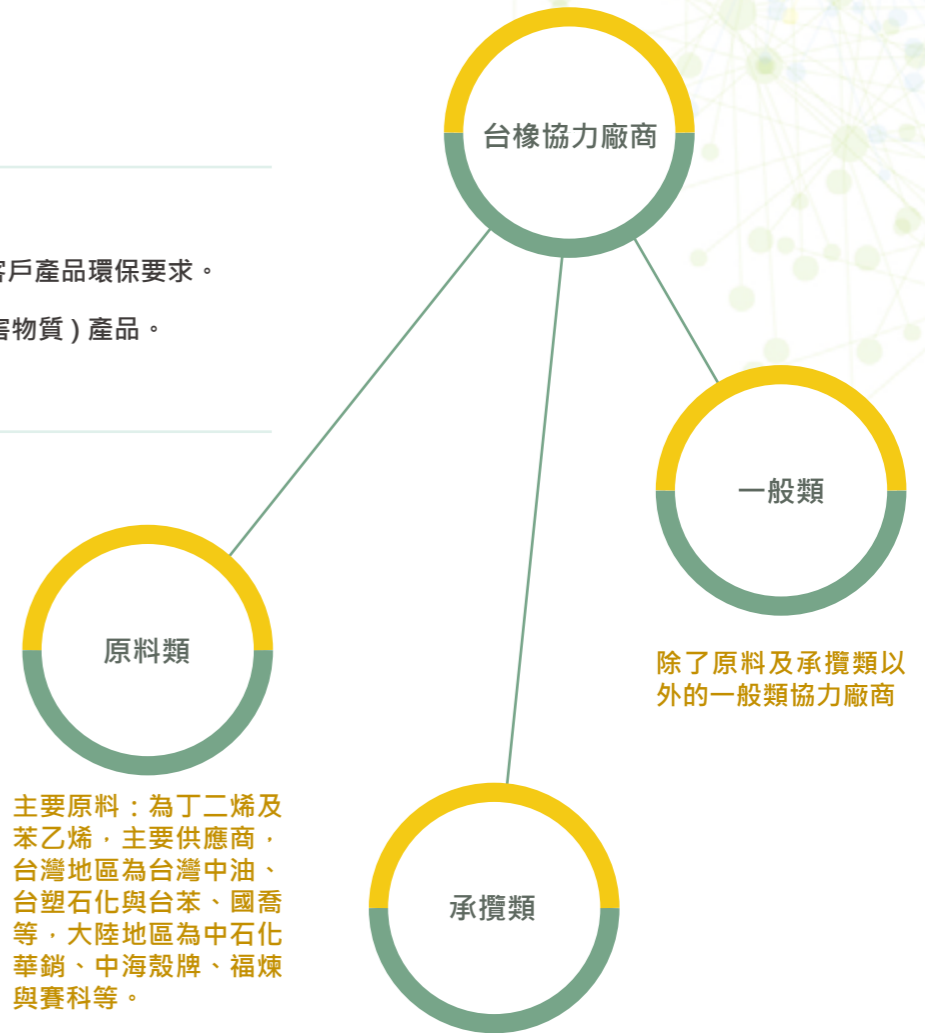 台橡協力廠商
客戶產品環保要求。
害物質 ) 產品。
一般類
除了原料及承攬類以
外的一般類協力廠商
原料類
主要原料：為丁二烯及
苯乙烯，主要供應商，
台灣地區為台灣中油、
台塑石化與台苯、國喬
等，大陸地區為中石化
華銷、中海殼牌、福煉
與賽科等。
承攬類